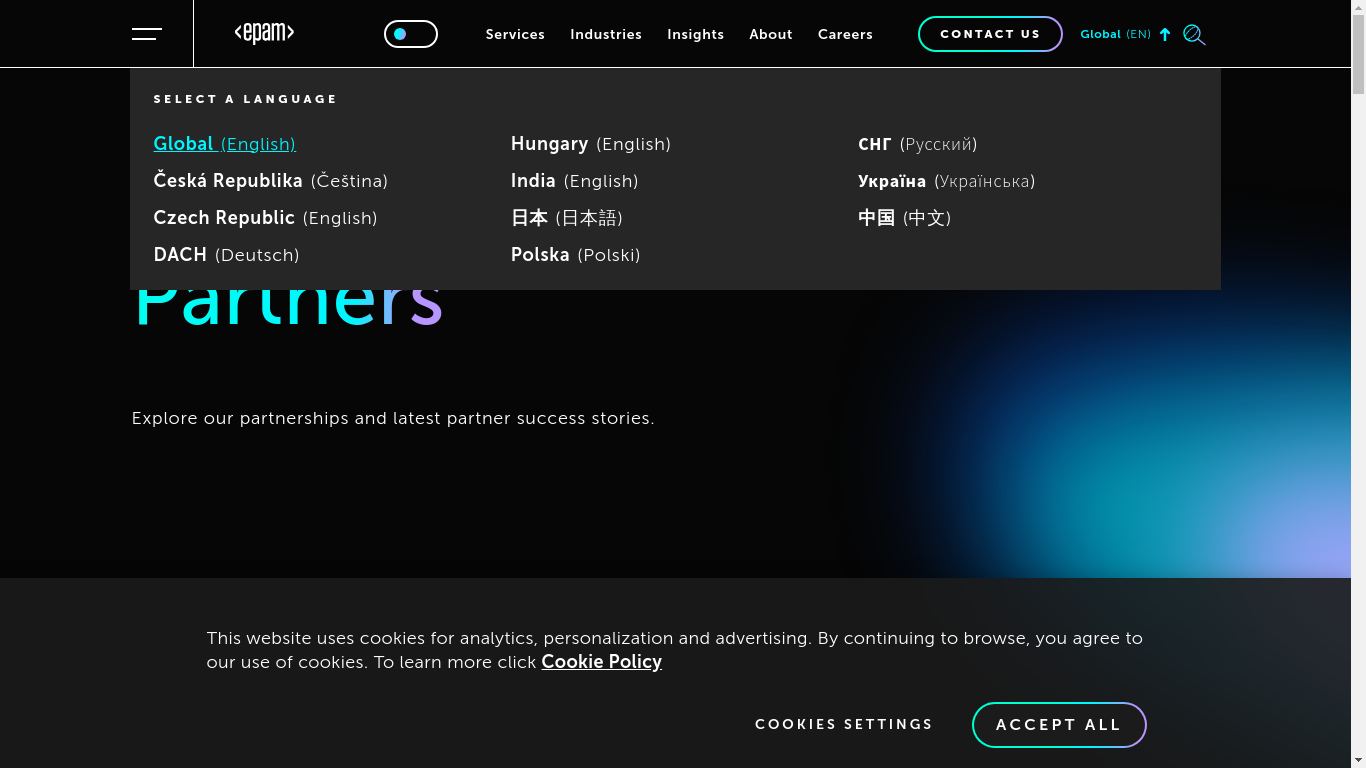 <epam>
Services
Industries
Insights
About
Careers
CONTACT US
Global (EN)
SELECT A LANGUAGE
Global (English)
Česká Republika (Čeština)
Czech Republic (English)
DACH (Deutsch)
Hungary (English)
India (English)
日本 (日本語)
Polska (Polski)
СНГ (Русский)
Україна (Українська)
中国 (中文)
Partners
Explore our partnerships and latest partner success stories.
This website uses cookies for analytics, personalization and advertising. By continuing to browse, you agree to
our use of cookies. To learn more click Cookie Policy
COOKIES SETTINGS
ACCEPT ALL